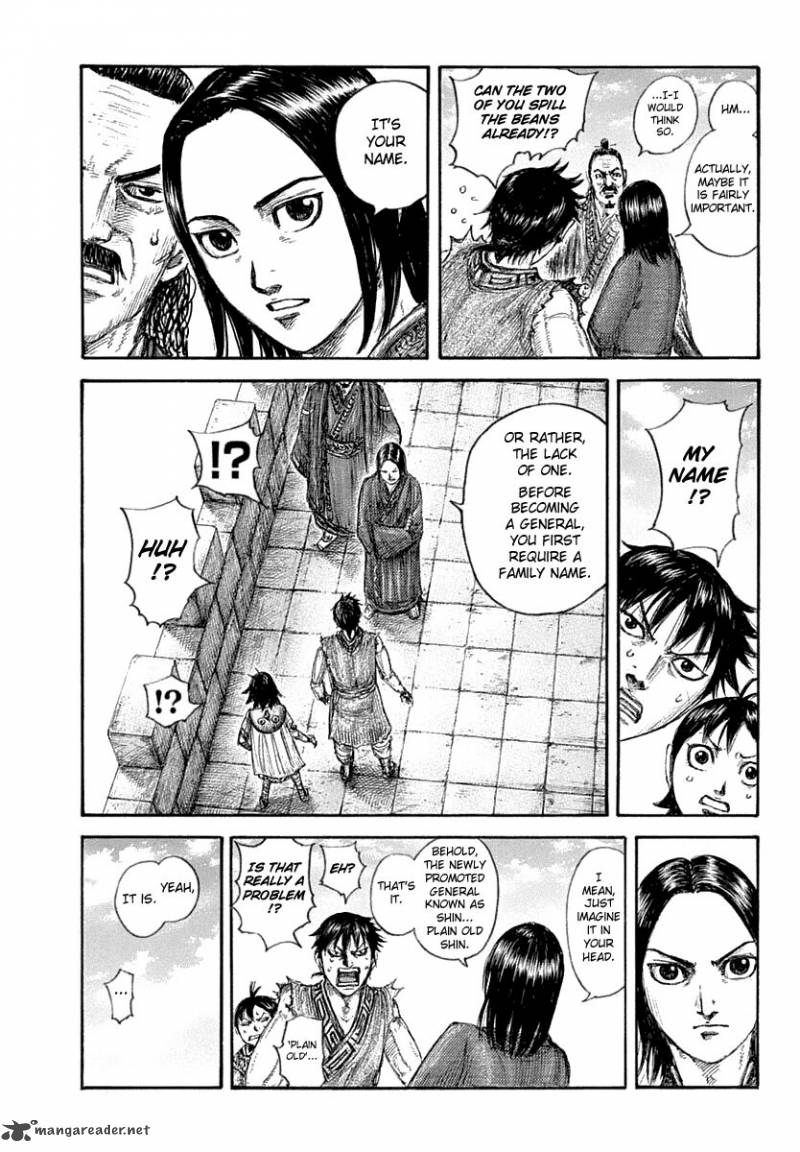 HM...
ACTUALLY,
MAYBE IT
IS FAIRLY
IMPORTANT.
...I-I
WOULD
THINK
SO.
CAN THE TWO
OF YOU SPILL
THE BEANS
ALREADY!?
IT'S
YOUR
NAME.
MY
NAME
!?
OR RATHER,
THE LACK
OF ONE.
BEFORE
BECOMING
A GENERAL,
YOU FIRST
REQUIRE A
FAMILY NAME.
!?
HUH
!?
!?
I
MEAN,
JUST
IMAGINE
IT IN
YOUR
HEAD.
BEHOLD,
THE NEWLY
PROMOTED
GENERAL
KNOWN AS
SHIN...
PLAIN OLD
SHIN.
THAT'S
IT.
EH?
IS THAT
REALLY A
PROBLEM
!?
'PLAIN
OLD'...
YEAH,
IT IS.
...
mangareader.net